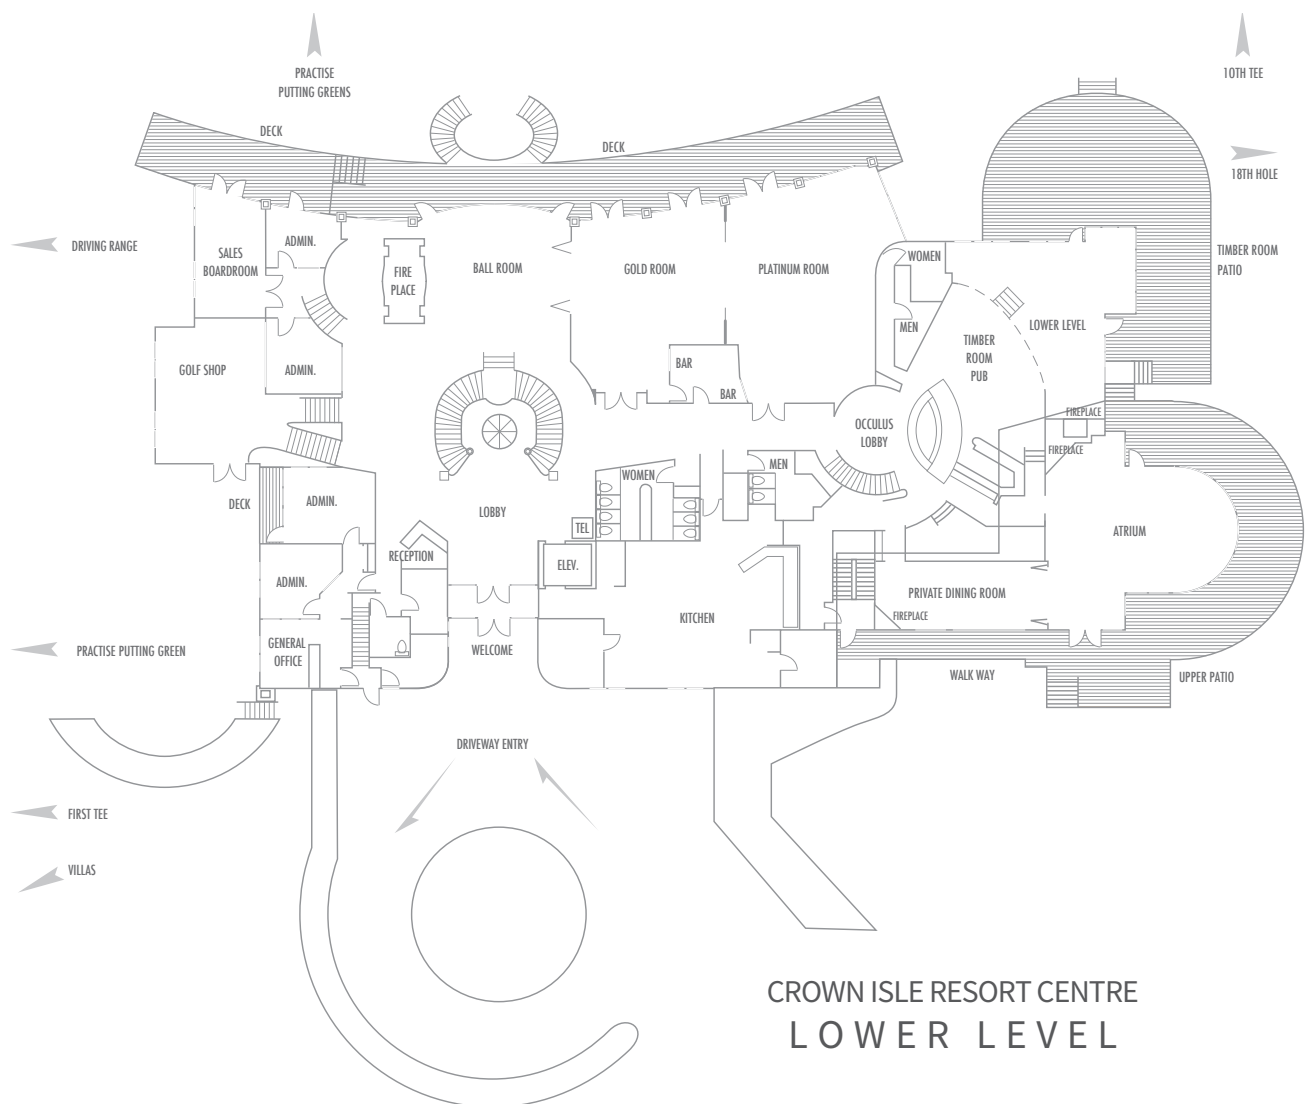 PRACTISE
PUTTING GREENS
10TH TEE
DECK
DECK
18TH HOLE
DRIVING RANGE
SALES
BOARDROOM
ADMIN.
FIRE
PLACE
BALL ROOM
GOLD ROOM
PLATINUM ROOM
WOMEN
TIMBER ROOM
PATIO
MEN
LOWER LEVEL
TIMBER
ROOM
PUB
GOLF SHOP
ADMIN.
BAR
BAR
OCCULUS
LOBBY
FIREPLACE
FIREPLACE
WOMEN
MEN
DECK
ADMIN.
LOBBY
TEL
ATRIUM
RECEPTION
ELEV.
ADMIN.
PRIVATE DINING ROOM
FIREPLACE
KITCHEN
GENERAL
OFFICE
WELCOME
PRACTISE PUTTING GREEN
WALK WAY
UPPER PATIO
DRIVEWAY ENTRY
FIRST TEE
VILLAS
CROWN ISLE RESORT CENTRE
LOWER LEVEL